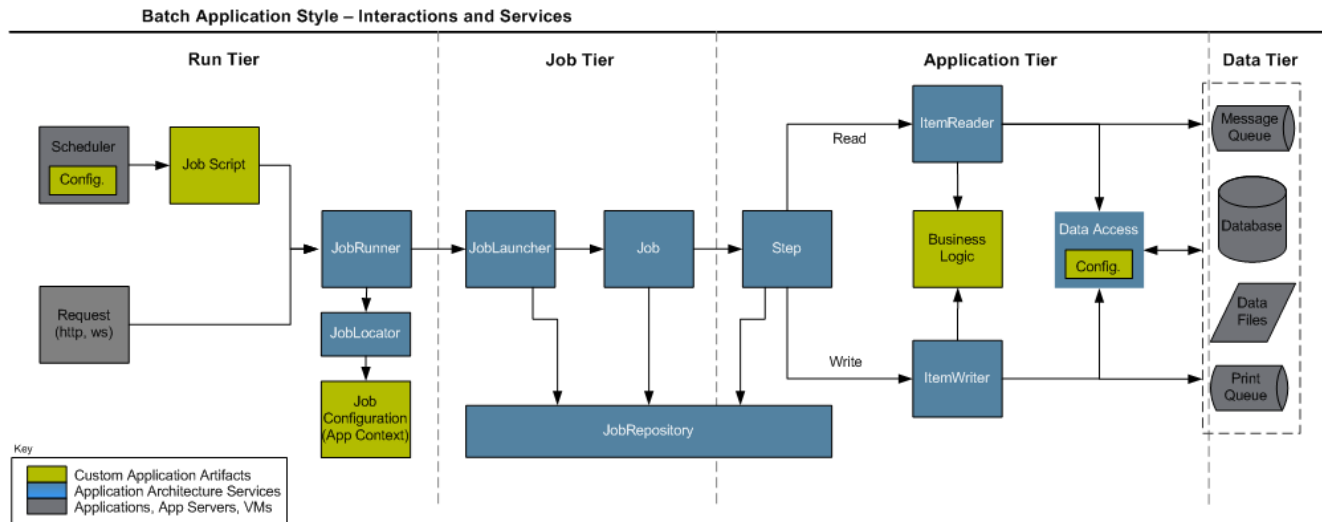 Batch Application Style – Interactions and Services
Run Tier
Job Tier
Application Tier
Data Tier
Scheduler
Config.
Job Script
Request
(http, ws)
JobRunner
JobLocator
Job
Configuration
(App Context)
JobLauncher
Job
Step
JobRepository
Read
Write
ItemReader
Business
Logic
ItemWriter
Data Access
Config.
Message
Queue
Database
Data
Files
Print
Queue
Key
Custom Application Artifacts
Application Architecture Services
Applications, App Servers, VMs